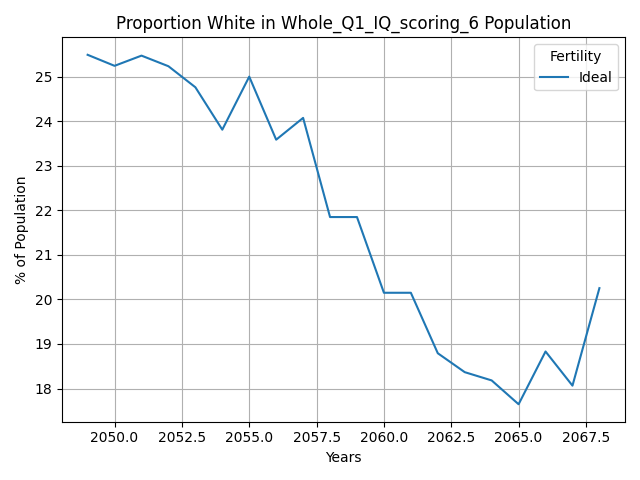 Proportion White in Whole_Q1_IQ_scoring_6 Population
Fertility
Ideal
% of Population
25
24
23
22
21
20
19
18
2050.0 2052.5 2055.0 2057.5 2060.0 2062.5 2065.0 2067.5
Years